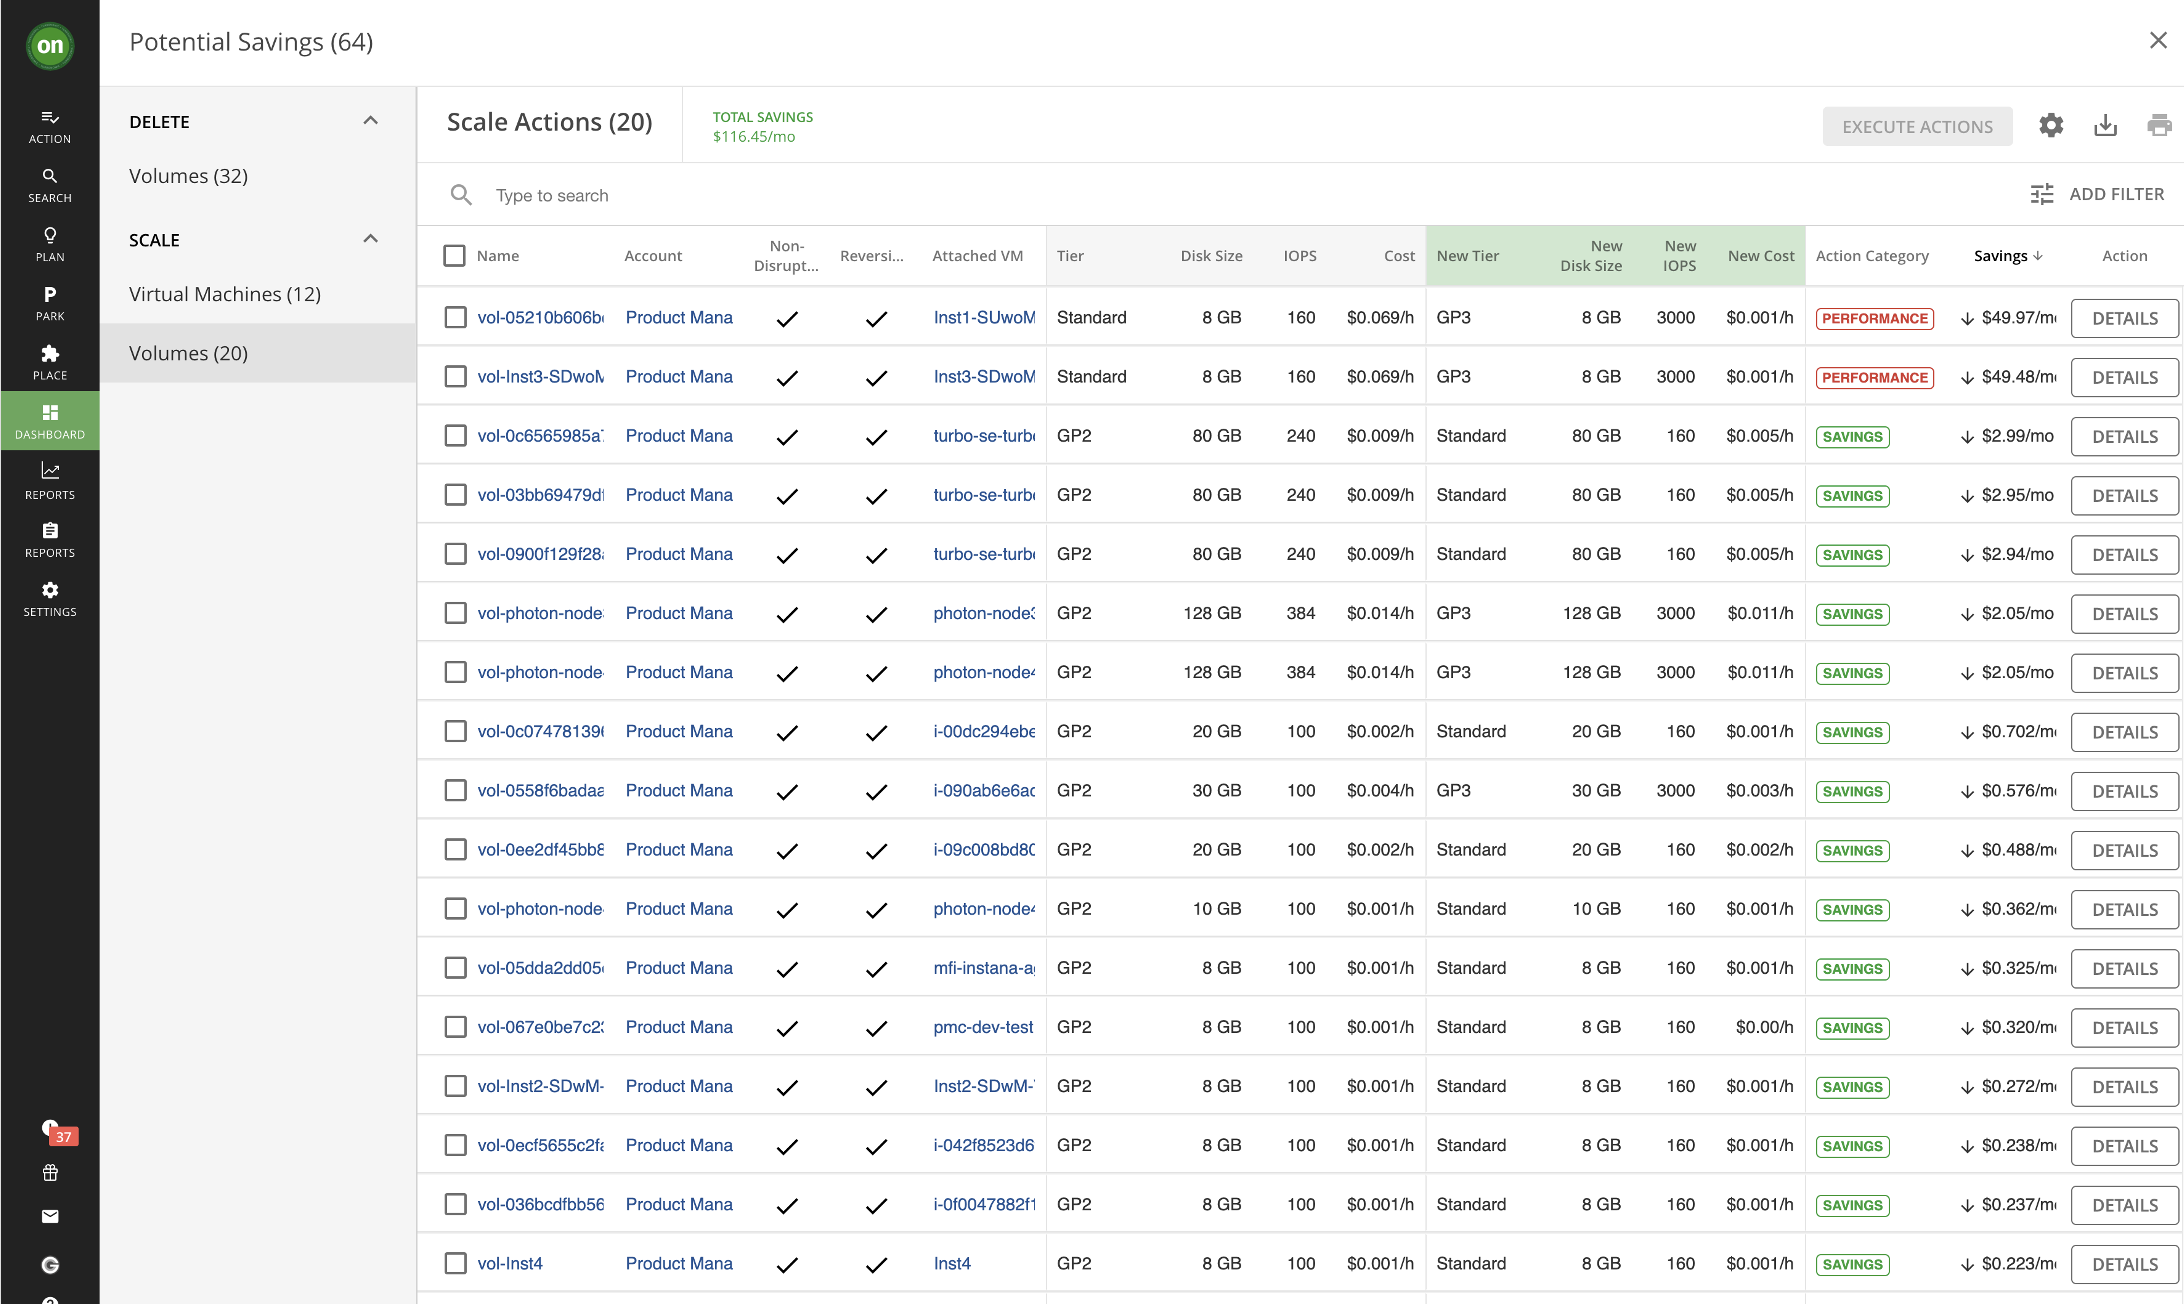 on
Potential Savings (64)
ACTION
SEARCH
PLAN
P
PARK
PLACE
DASHBOARD
REPORTS
REPORTS
SETTINGS
37
G
DELETE
Volumes (32)
SCALE
Virtual Machines (12)
Volumes (20)
Scale Actions (20)
TOTAL SAVINGS
$116.45/mo
EXECUTE ACTIONS
Type to search
ADD FILTER
Name Account Non-Disrupt... Reversi... Attached VM Tier Disk Size IOPS Cost New Tier New Disk Size New IOPS New Cost Action Category Savings Action
vol-05210b606b Product Mana Inst1-SUwoM Standard 8 GB 160 $0.069/h GP3 8 GB 3000 $0.001/h PERFORMANCE $49.97/m DETAILS
vol-Inst3-SDwoM Product Mana Inst3-SDwoM Standard 8 GB 160 $0.069/h GP3 8 GB 3000 $0.001/h PERFORMANCE $49.48/m DETAILS
vol-0c6565985a Product Mana turbo-se-turb GP2 80 GB 240 $0.009/h Standard 80 GB 160 $0.005/h SAVINGS $2.99/mo DETAILS
vol-03bb69479d Product Mana turbo-se-turb GP2 80 GB 240 $0.009/h Standard 80 GB 160 $0.005/h SAVINGS $2.95/mo DETAILS
vol-0900f129f28 Product Mana turbo-se-turb GP2 80 GB 240 $0.009/h Standard 80 GB 160 $0.005/h SAVINGS $2.94/mo DETAILS
vol-photon-node Product Mana photon-node3 GP2 128 GB 384 $0.014/h GP3 128 GB 3000 $0.011/h SAVINGS $2.05/mo DETAILS
vol-photon-node Product Mana photon-node4 GP2 128 GB 384 $0.014/h GP3 128 GB 3000 $0.011/h SAVINGS $2.05/mo DETAILS
vol-0c07478139 Product Mana i-00dc294ebe GP2 20 GB 100 $0.002/h Standard 20 GB 160 $0.001/h SAVINGS $0.702/m DETAILS
vol-0558f6badaa Product Mana i-090ab6e6a GP2 30 GB 100 $0.004/h GP3 30 GB 3000 $0.003/h SAVINGS $0.576/m DETAILS
vol-0ee2df45bb8 Product Mana i-09c008bd80 GP2 20 GB 100 $0.002/h Standard 20 GB 160 $0.002/h SAVINGS $0.488/m DETAILS
vol-photon-node Product Mana photon-node4 GP2 10 GB 100 $0.001/h Standard 10 GB 160 $0.001/h SAVINGS $0.362/m DETAILS
vol-05dda2dd05 Product Mana mfi-instana-a GP2 8 GB 100 $0.001/h Standard 8 GB 160 $0.001/h SAVINGS $0.325/m DETAILS
vol-067e0be7c2 Product Mana pmc-dev-test GP2 8 GB 100 $0.001/h Standard 8 GB 160 $0.00/h SAVINGS $0.320/m DETAILS
vol-Inst2-SDwM- Product Mana Inst2-SDwM- GP2 8 GB 100 $0.001/h Standard 8 GB 160 $0.001/h SAVINGS $0.272/m DETAILS
vol-0ecf5655c2f Product Mana i-042f8523d6 GP2 8 GB 100 $0.001/h Standard 8 GB 160 $0.001/h SAVINGS $0.238/m DETAILS
vol-036bcdfbb56 Product Mana i-0f0047882f1 GP2 8 GB 100 $0.001/h Standard 8 GB 160 $0.001/h SAVINGS $0.237/m DETAILS
vol-Inst4 Product Mana Inst4 GP2 8 GB 100 $0.001/h Standard 8 GB 160 $0.001/h SAVINGS $0.223/m DETAILS